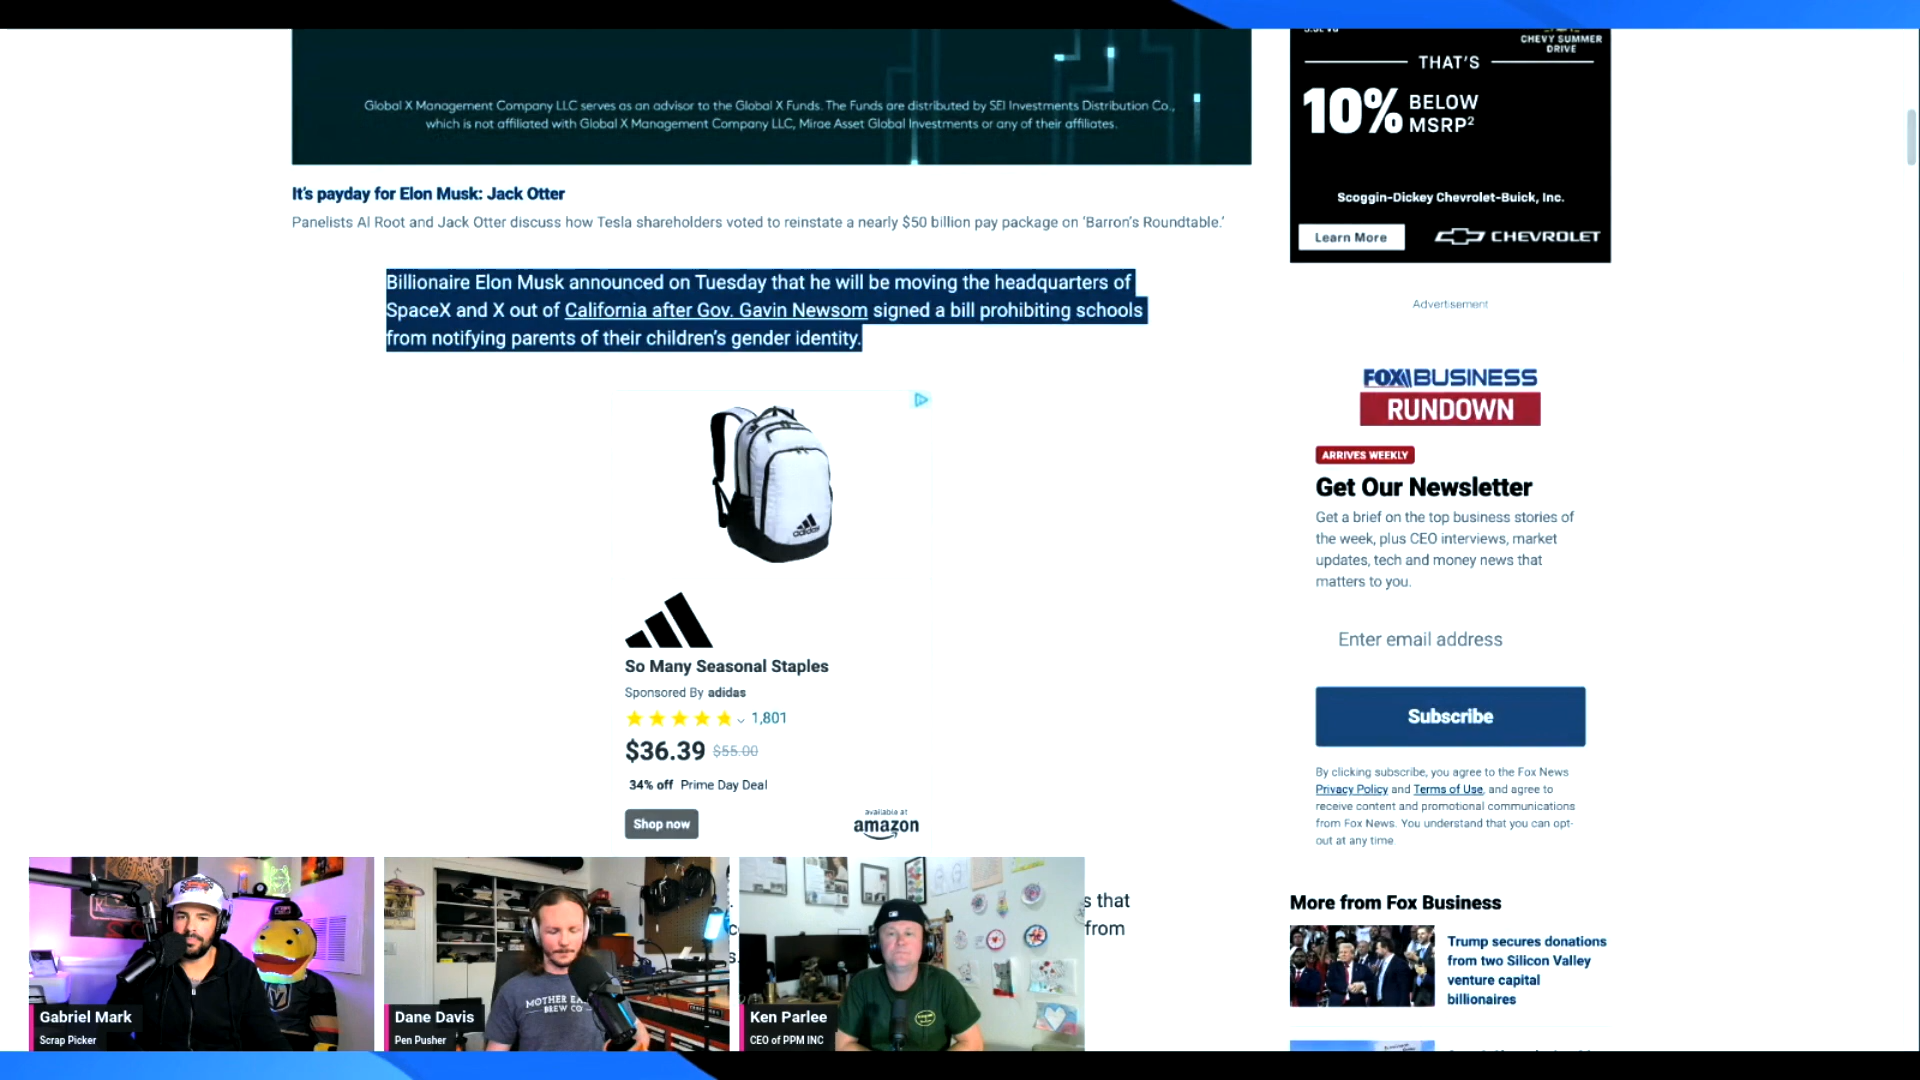 Global X Management Company LLC serves as an advisor to the Global X Funds. The Funds are distributed by SEI Investments Distribution Co.,
which is not affiliated with Global X Management Company LLC, Mirae Asset Global Investments or any of their affiliates.
It's payday for Elon Musk: Jack Otter
Panelists Al Root and Jack Otter discuss how Tesla shareholders voted to reinstate a nearly $50 billion pay package on 'Barron's Roundtable.'
Billionaire Elon Musk announced on Tuesday that he will be moving the headquarters of
SpaceX and X out of California after Gov. Gavin Newsom signed a bill prohibiting schools
from notifying parents of their children's gender identity.
adidas
So Many Seasonal Staples
Sponsored By adidas
1,801
$36.39 $55.00
34% off Prime Day Deal
Shop now
available at
amazon
s that
from
s.
CHEVY SUMMER
DRIVE
THAT'S
10% BELOW
MSRP2
Scoggin-Dickey Chevrolet-Buick, Inc.
Learn More
CHEVROLET
Advertisement
FOX BUSINESS
RUNDOWN
ARRIVES WEEKLY
Get Our Newsletter
Get a brief on the top business stories of
the week, plus CEO interviews, market
updates, tech and money news that
matters to you.
Enter email address
Subscribe
By clicking subscribe, you agree to the Fox News
Privacy Policy and Terms of Use, and agree to
receive content and promotional communications
from Fox News. You understand that you can opt-
out at any time
More from Fox Business
Trump secures donations
from two Silicon Valley
venture capital
billionaires
Gabriel Mark
Scrap Picker
Dane Davis
Pen Pusher
MOTHER
BREW CO
Ken Parlee
CEO of PPM INC